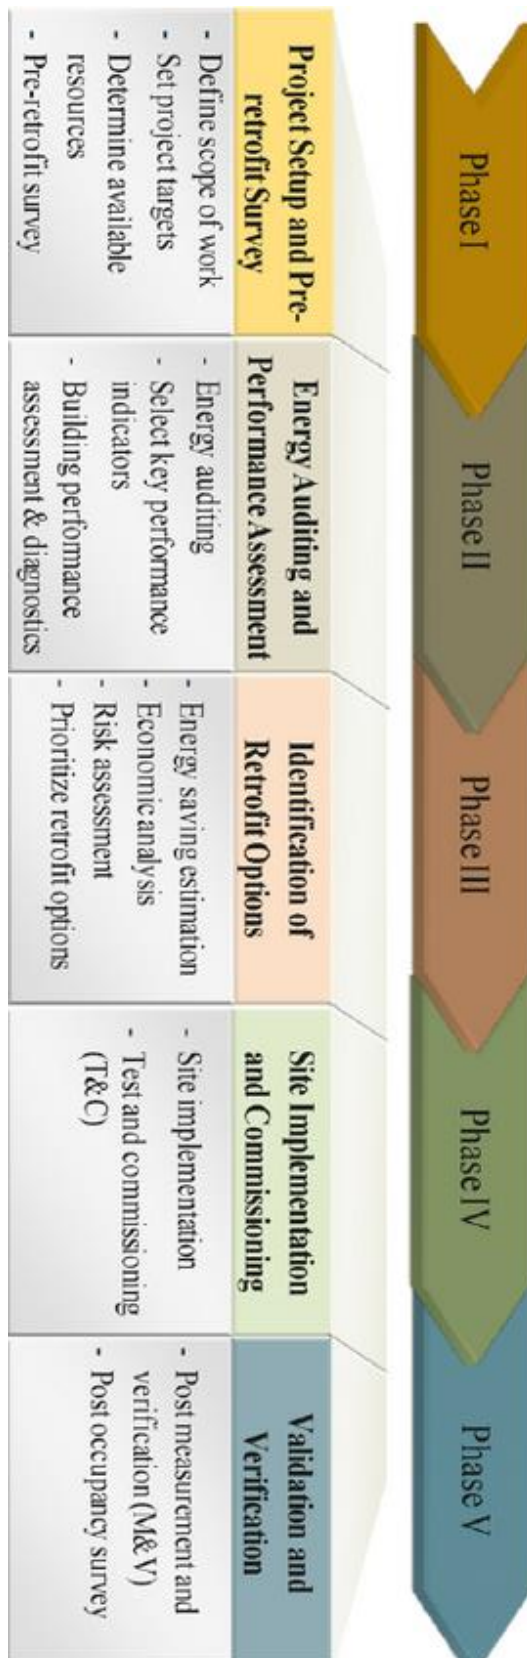 Phase I
Phase II
Phase III
Phase IV
Phase V
Project Setup and Pre-
retrofit Survey
- Define scope of work
- Set project targets
- Determine available
resources
- Pre-retrofit survey
Energy Auditing and
Performance Assessment
- Energy auditing
- Select key performance
indicators
- Building performance
assessment & diagnostics
Identification of
Retrofit Options
- Energy saving estimation
- Economic analysis
- Risk assessment
- Prioritize retrofit options
Site Implementation
and Commissioning
- Site implementation
- Test and commissioning
(T&C)
Validation and
Verification
- Post measurement and
verification (M&V)
- Post occupancy survey